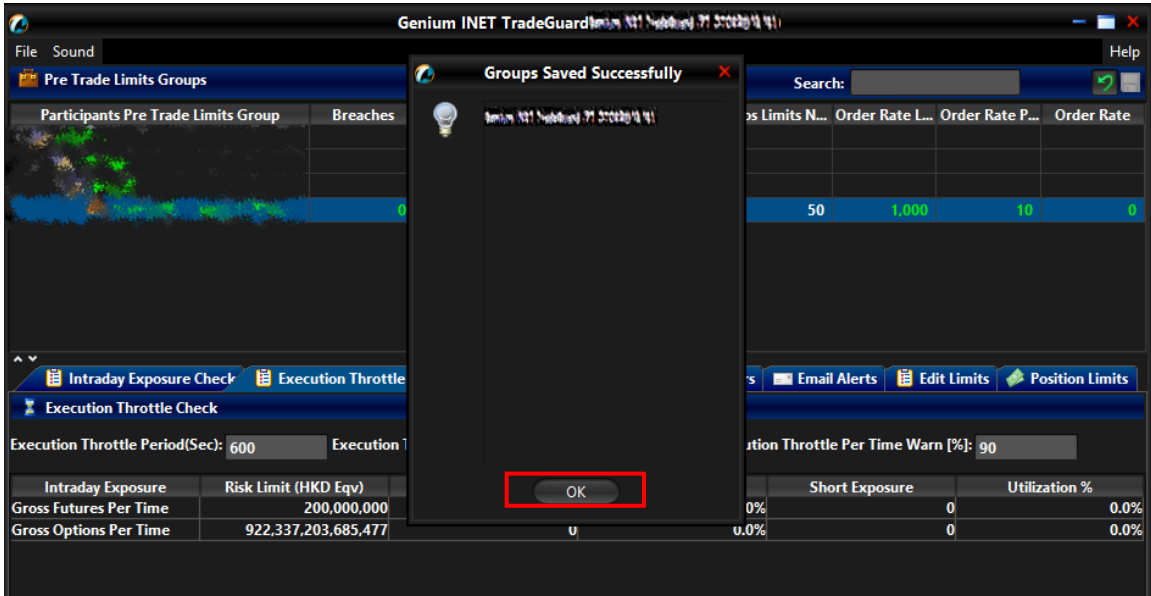 Genium INET TradeGuard
File Sound Help
Groups Saved Successfully
Pre Trade Limits Groups Search:
Participants Pre Trade Limits Group Breaches os Limits N... Order Rate L... Order Rate P... Order Rate
0 50 1,000 10 0
Intraday Exposure Check Execution Throttle rs Email Alerts Edit Limits Position Limits
Execution Throttle Check
Execution Throttle Period(Sec): 600 Execution T ution Throttle Per Time Warn [%]: 90
OK
Intraday Exposure Risk Limit (HKD Eqv) Short Exposure Utilization %
Gross Futures Per Time 200,000,000 0% 0 0.0%
Gross Options Per Time 922,337,203,685,477 0 0.0% 0 0.0%